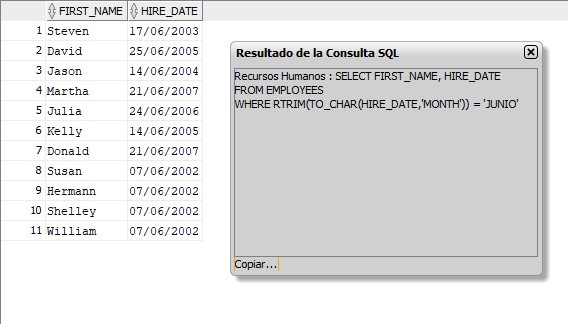 FIRST_NAME HIRE_DATE
1 Steven 17/06/2003
2 David 25/06/2005
3 Jason 14/06/2004
4 Martha 21/06/2007
5 Julia 24/06/2006
6 Kelly 14/06/2005
7 Donald 21/06/2007
8 Susan 07/06/2002
9 Hermann 07/06/2002
10 Shelley 07/06/2002
11 William 07/06/2002
Resultado de la Consulta SQL
Recursos Humanos : SELECT FIRST_NAME, HIRE_DATE
FROM EMPLOYEES
WHERE RTRIM(TO_CHAR(HIRE_DATE,'MONTH')) = 'JUNIO'
Copiar...